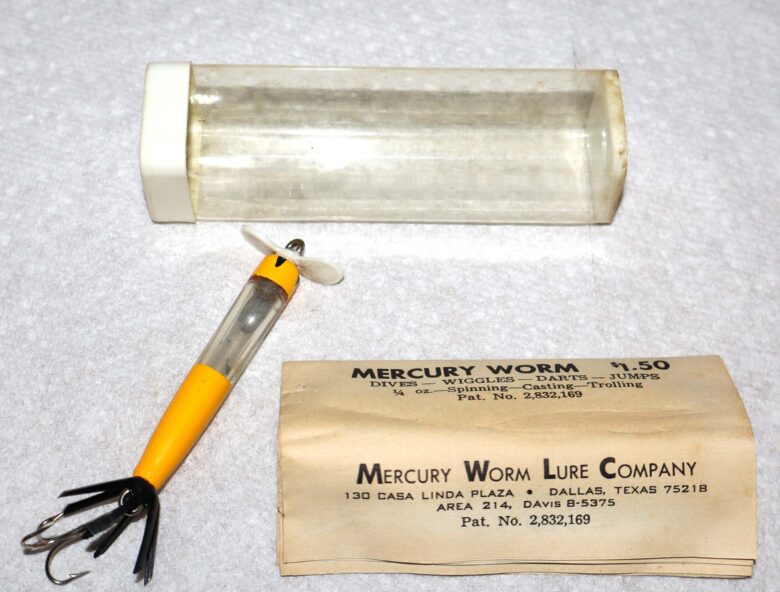 MERCURY WORM $1.50
DIVES — WIGGLES — DARTS — JUMPS
¼ oz.—Spinning—Casting—Trolling
Pat. No. 2,832,169
MERCURY WORM LURE COMPANY
130 CASA LINDA PLAZA • DALLAS, TEXAS 75218
AREA 214, DAVIS 8-5375
Pat. No. 2,832,169